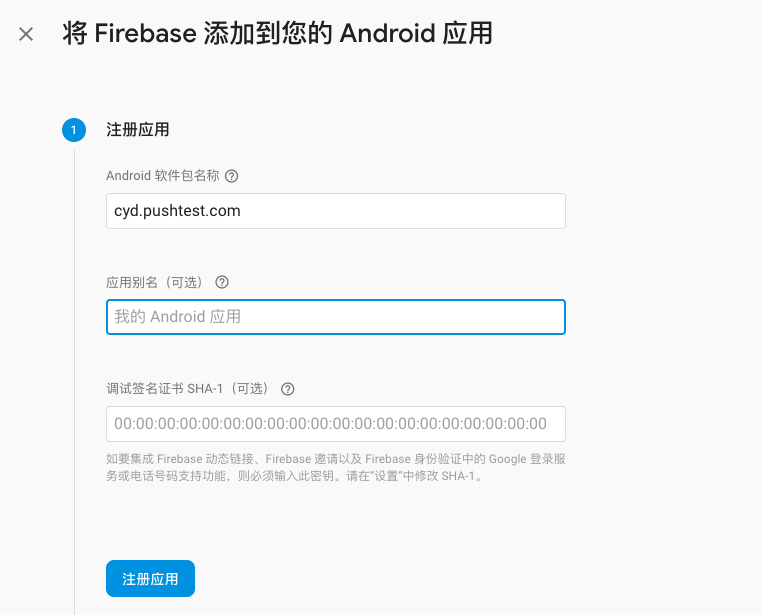 将 Firebase 添加到您的 Android 应用
1
注册应用
Android 软件包名称 ?
cyd.pushtest.com
应用别名（可选） ?
我的 Android 应用
调试签名证书 SHA-1（可选） ?
00:00:00:00:00:00:00:00:00:00:00:00:00:00:00:00:00:00:00:00
如要集成 Firebase 动态链接、Firebase 邀请以及 Firebase 身份验证中的 Google 登录服
务或电话号码支持功能，则必须输入此密钥。请在“设置”中修改 SHA-1。
注册应用